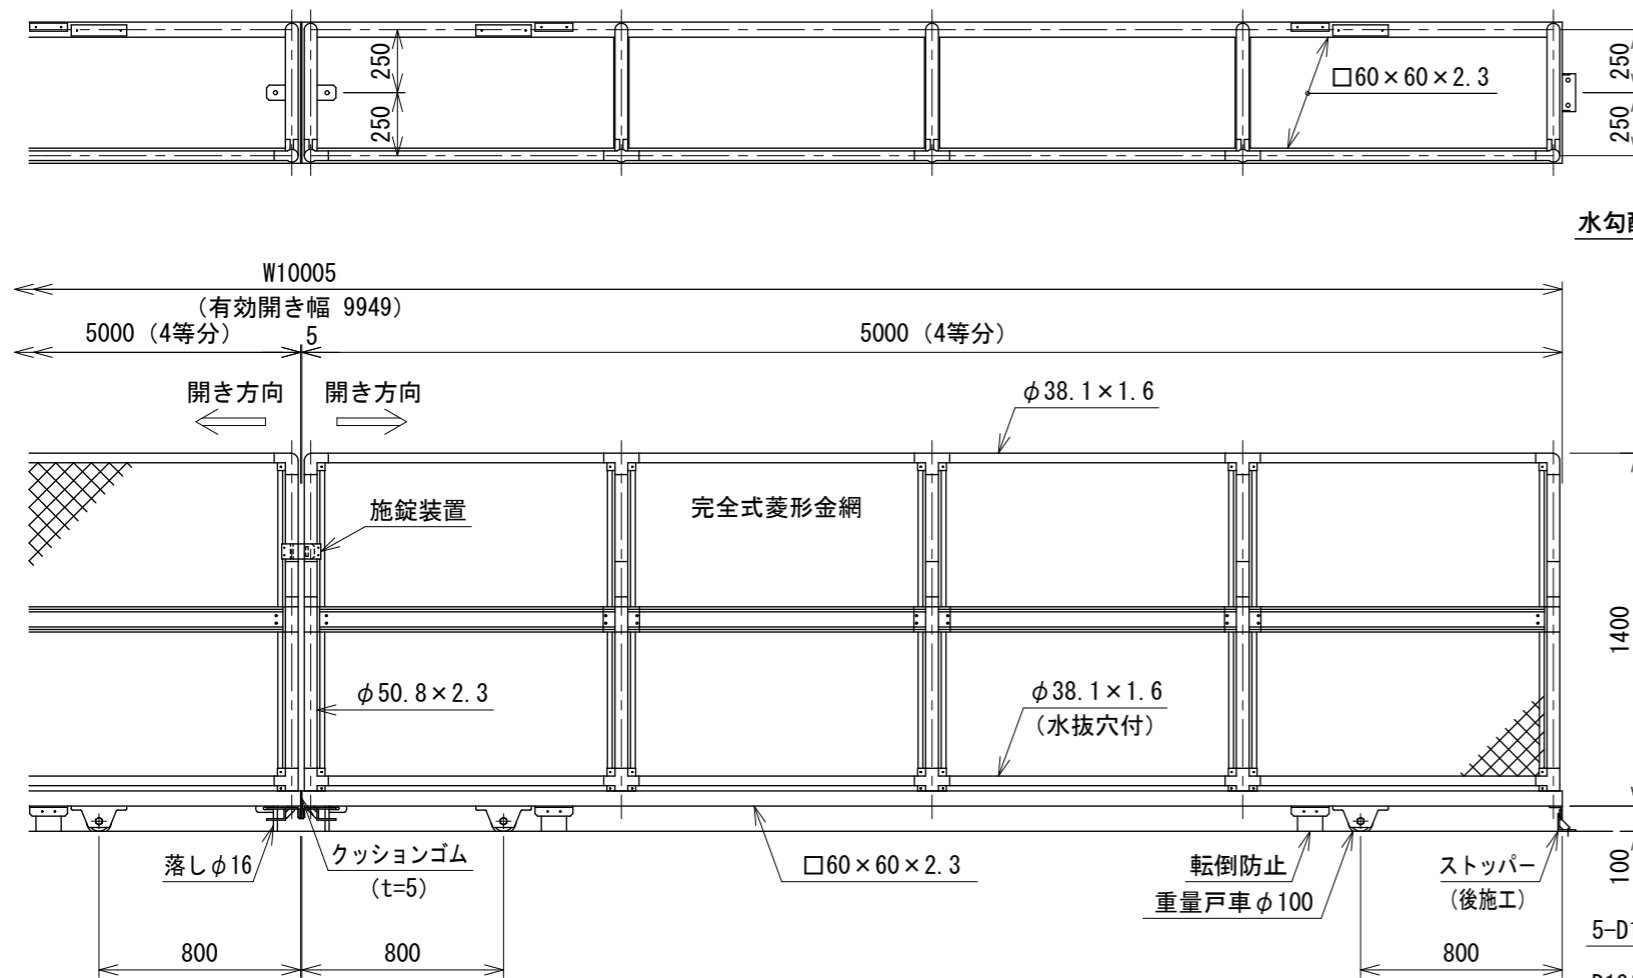 250
250
□60×60×2.3
250
250
W10005
(有効開き幅 9949)
5000 (4等分)
5
5000 (4等分)
開き方向
開き方向
φ38.1×1.6
施錠装置
完全式菱形金網
1400
φ50.8×2.3
φ38.1×1.6
(水抜穴付)
落しφ16
クッションゴム
(t=5)
□60×60×2.3
転倒防止
重量戸車φ100
ストッパー
(後施工)
100
800
800
800